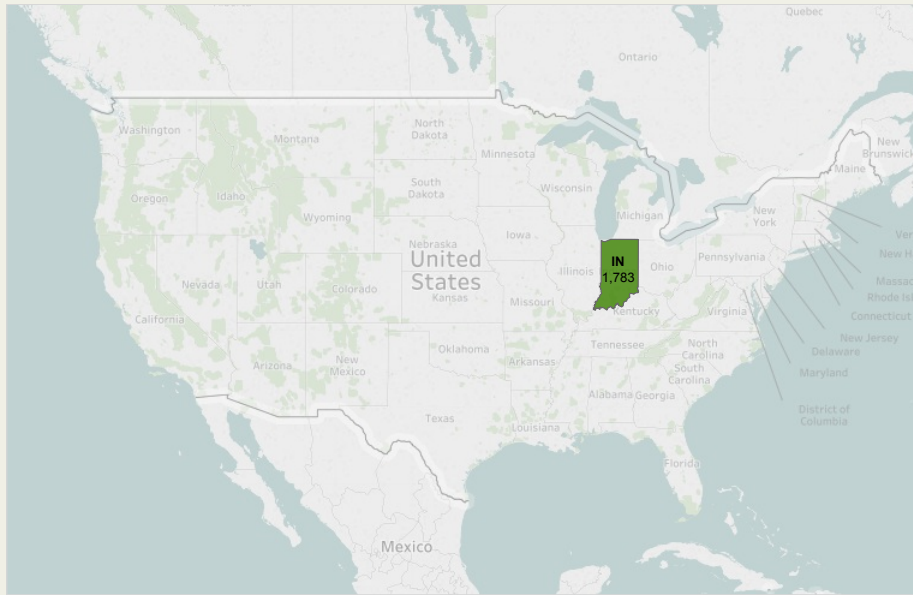 Quebec
Ontario
Washington
Montana
North
Dakota
Minnesota
New
Brunswick
Maine
Oregon
Idaho
South
Dakota
Wisconsin
Michigan
New
York
Wyoming
Iowa
Nebraska
United
States
Illinois
IN
1,783
Ohio
Pennsylvania
Nevada
Utah
Colorado
Kansas
Missouri
Kentucky
Virginia
Rhode Isl
Connecticut
New Jersey
Delaware
Maryland
District of
Columbia
California
Arizona
New
Mexico
Oklahoma
Arkansas
Tennessee
North
Carolina
South
Carolina
Alabama
Georgia
Texas
Louisiana
Florida
Mexico
Ver
New H
Massac